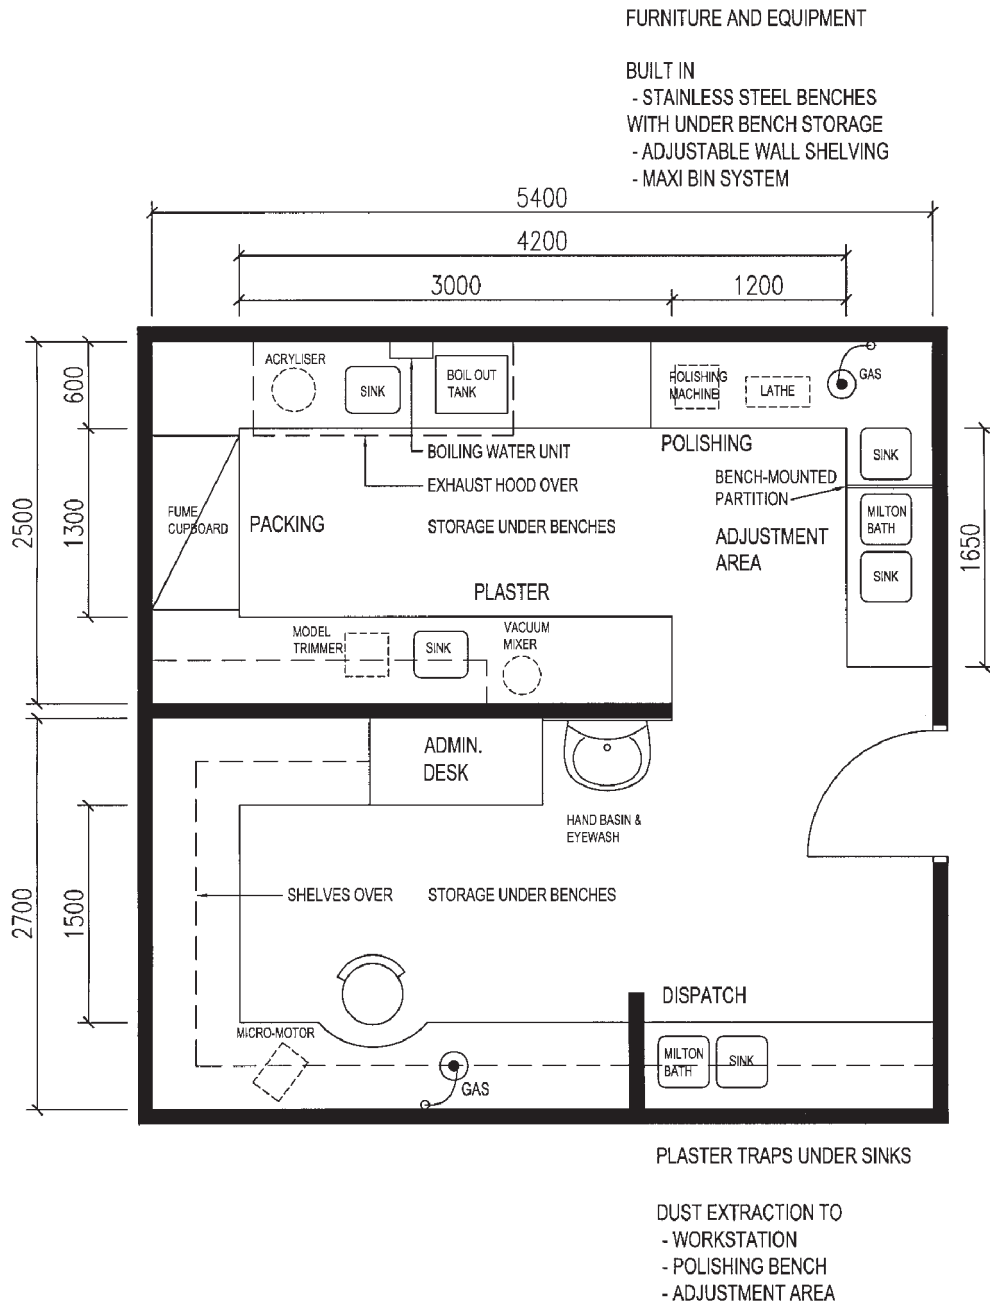 FURNITURE AND EQUIPMENT
BUILT IN
- STAINLESS STEEL BENCHES
WITH UNDER BENCH STORAGE
- ADJUSTABLE WALL SHELVING
- MAXI BIN SYSTEM
5400
4200
3000
1200
600
1300
2500
1650
2700
1500
ACRYLISER
SINK
BOIL OUT
TANK
POLISHING
MACHINE
LATHE
GAS
BOILING WATER UNIT
EXHAUST HOOD OVER
POLISHING
SINK
BENCH-MOUNTED
PARTITION
FUME
CUPBOARD
PACKING
STORAGE UNDER BENCHES
MILTON
BATH
ADJUSTMENT
AREA
SINK
PLASTER
MODEL
TRIMMER
SINK
VACUUM
MIXER
ADMIN.
DESK
HAND BASIN &
EYEWASH
SHELVES OVER
STORAGE UNDER BENCHES
DISPATCH
MICRO-MOTOR
GAS
MILTON
BATH
SINK
PLASTER TRAPS UNDER SINKS
DUST EXTRACTION TO
- WORKSTATION
- POLISHING BENCH
- ADJUSTMENT AREA